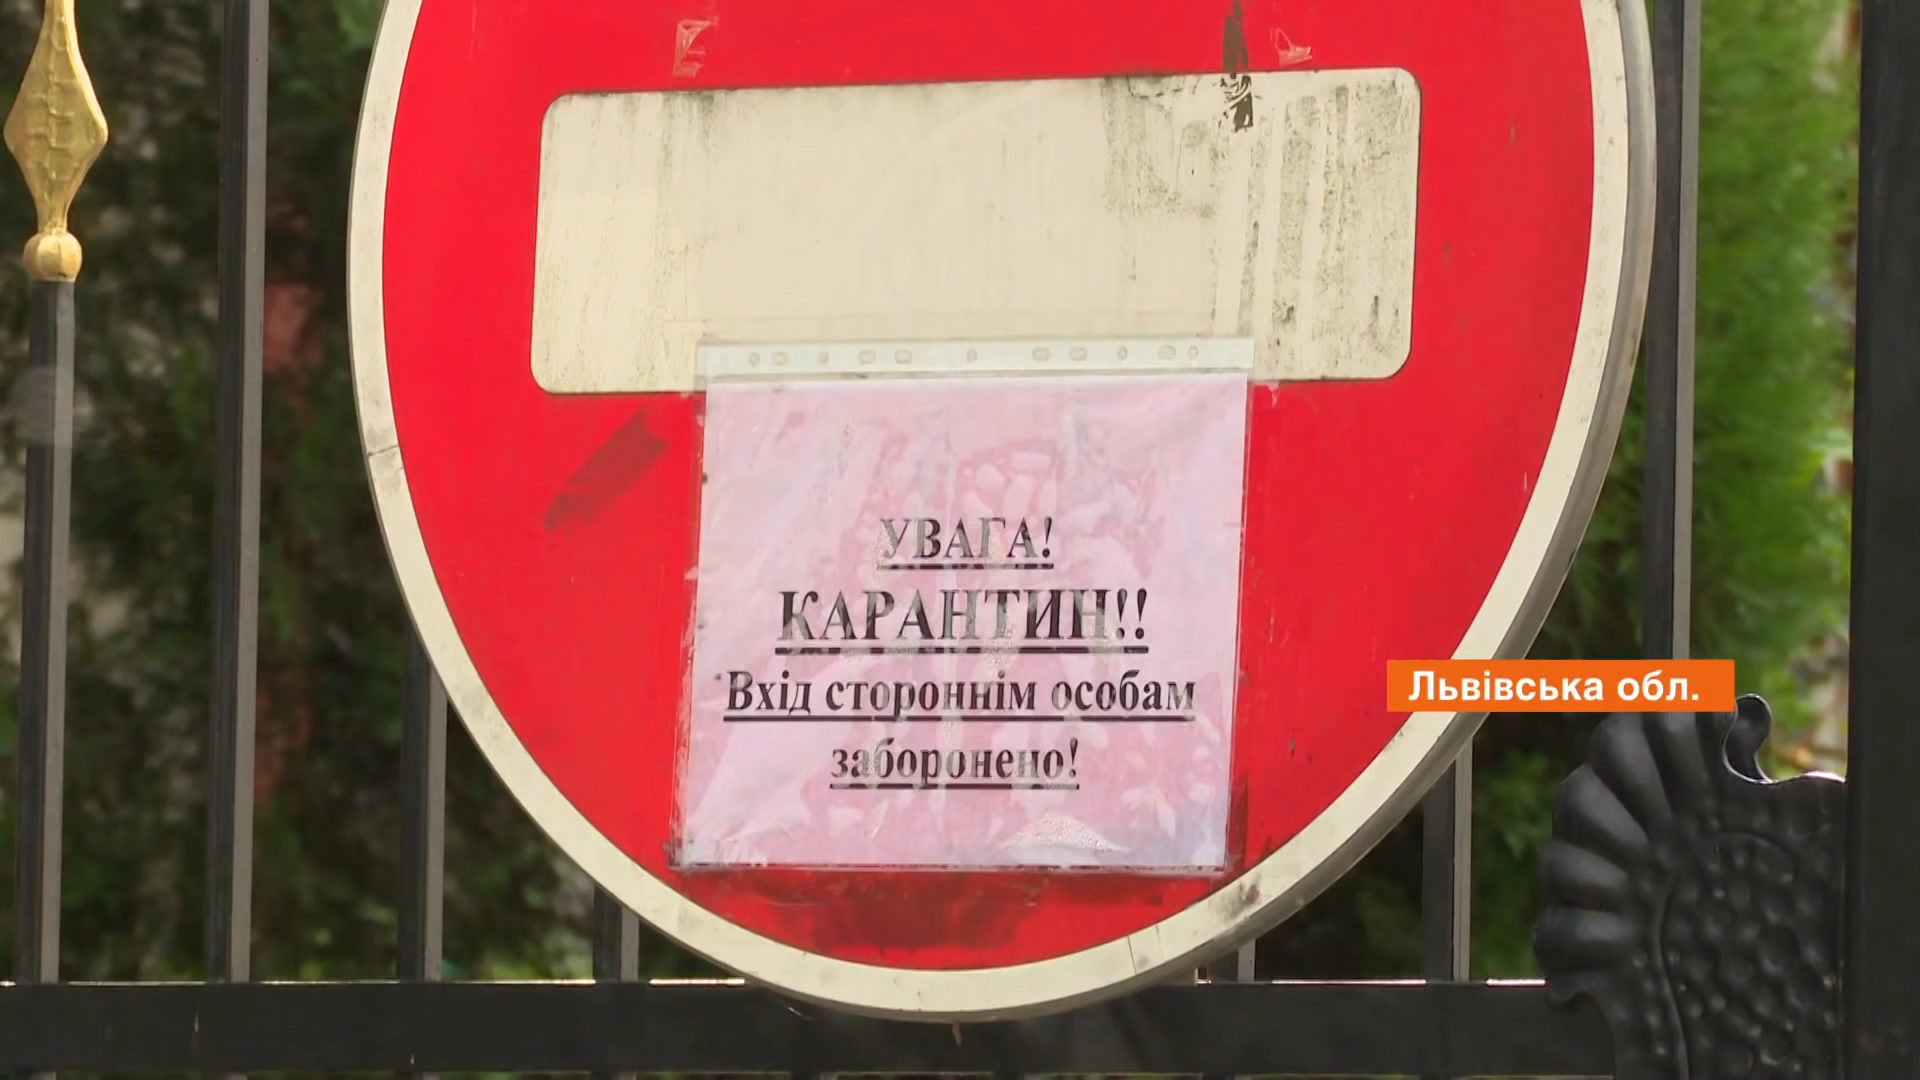 УВАГА!
КАРАНТИН!!
Вхід стороннім особам
заборонено!
Львівська обл.